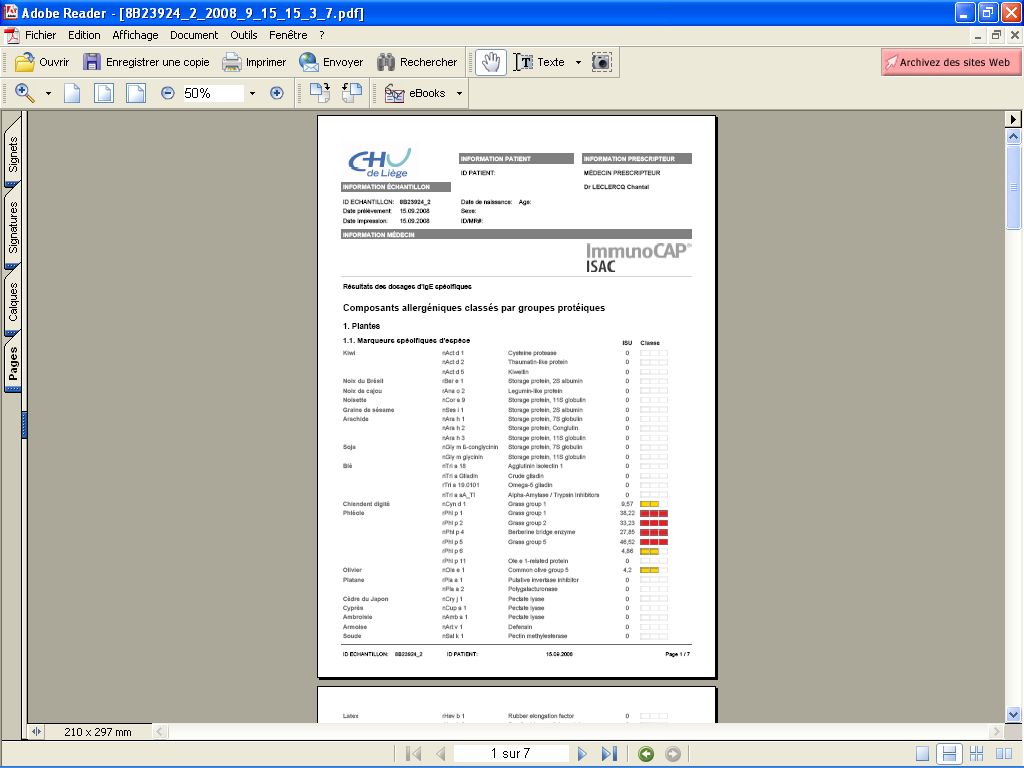 Adobe Reader - [8B23924_2_2008_9_15_15_3_7.pdf]
Fichier Edition Affichage Document Outils Fenêtre ?
Ouvrir Enregistrer une copie Imprimer Envoyer Rechercher Texte Archivez des sites Web
50% eBooks
Signets
Signatures
Calques
Pages
CHU
de Liège
INFORMATION PATIENT INFORMATION PRESCRIPTEUR
ID PATIENT: MÉDECIN PRESCRIPTEUR
INFORMATION ÉCHANTILLON Dr LECLERCQ Chantal
ID ECHANTILLON: 8B23924_2 Date de naissance: Age:
Date prélèvement: 15.09.2008 Sexe:
Date impression: 15.09.2008 ID/MR#:
INFORMATION MÉDECIN
ImmunoCAP®
ISAC
Résultats des dosages d'IgE spécifiques
Composants allergéniques classés par groupes protéiques
1. Plantes
1.1. Marqueurs spécifiques d'espèce ISU Classe
Kiwi nAct d 1 Cysteine protease 0
nAct d 2 Thaumatin-like protein 0
nAct d 5 Kiwellin 0
Noix du Brésil rBer e 1 Storage protein, 2S albumin 0
Noix de cajou rAna o 2 Legumin-like protein 0
Noisette nCor a 9 Storage protein, 11S globulin 0
Graine de sésame nSes i 1 Storage protein, 2S albumin 0
Arachide nAra h 1 Storage protein, 7S globulin 0
nAra h 2 Storage protein, Conglutin 0
nAra h 3 Storage protein, 11S globulin 0
Soja nGly m ß-conglycinin Storage protein, 7S globulin 0
nGly m glycinin Storage protein, 11S globulin 0
Blé nTri a 18 Agglutinin isolectin 1 0
nTri a Gliadin Crude gliadin 0
rTri a 19.0101 Omega-5 gliadin 0
nTri a aA_TI Alpha-Amylase / Trypsin Inhibitors 0
Chiendent digité nCyn d 1 Grass group 1 9,57
Phléole rPhl p 1 Grass group 1 38,22
rPhl p 2 Grass group 2 33,23
nPhl p 4 Berberine bridge enzyme 27,85
rPhl p 5 Grass group 5 46,52
rPhl p 6 4,86
rPhl p 11 Ole e 1-related protein 0
Olivier nOle e 1 Common olive group 5 4,2
Platane rPla a 1 Putative invertase inhibitor 0
nPla a 2 Polygalacturonase 0
Cèdre du Japon nCry j 1 Pectate lyase 0
Cyprès nCup a 1 Pectate lyase 0
Ambroisie nAmb a 1 Pectate lyase 0
Armoise nArt v 1 Defensin 0
Soude nSal k 1 Pectin methylesterase 0
ID ECHANTILLON: 8B23924_2 ID PATIENT: 15.09.2008 Page 1 / 7
Latex rHev b 1 Rubber elongation factor 0
210 x 297 mm
1 sur 7